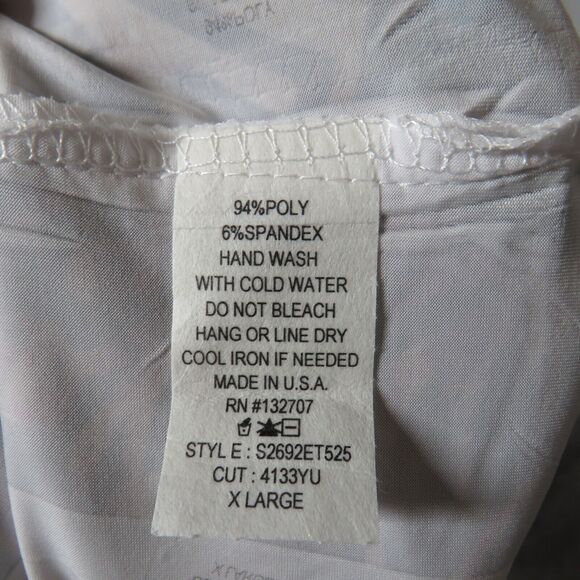 94%POLY
6%SPANDEX
HAND WASH
WITH COLD WATER
DO NOT BLEACH
HANG OR LINE DRY
COOL IRON IF NEEDED
MADE IN U.S.A.
RN #132707
STYLE : S2692ET525
CUT : 4133YU
X LARGE